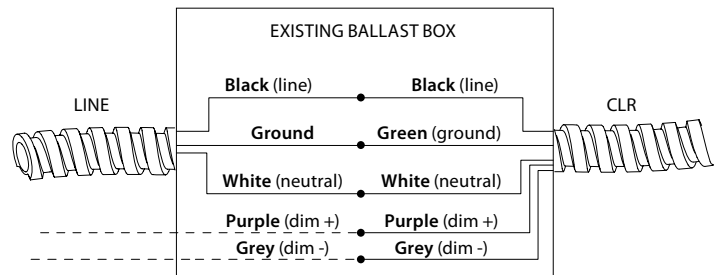 EXISTING BALLAST BOX
Black (line) Black (line)
LINE CLR
Ground Green (ground)
White (neutral) White (neutral)
Purple (dim +) Purple (dim +)
Grey (dim -) Grey (dim -)